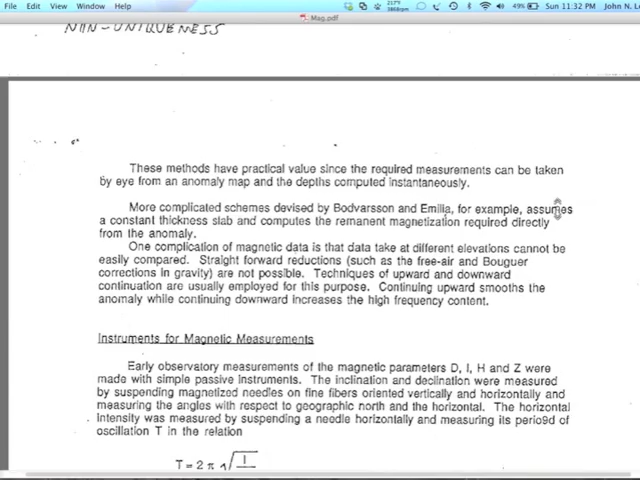 File Edit View Window Help
217°F
49%
Sun 11:32 PM
John N. Lo
Mag.pdf
NON-UNIQUENESS
These methods have practical value since the required measurements can be taken
by eye from an anomaly map and the depths computed instantaneously.
More complicated schemes devised by Bodvarsson and Emilia, for example, assumes
a constant thickness slab and computes the remanent magnetization required directly
from the anomaly.
One complication of magnetic data is that data take at different elevations cannot be
easily compared. Straight forward reductions (such as the free-air and Bouguer
corrections in gravity) are not possible. Techniques of upward and downward
continuation are usually employed for this purpose. Continuing upward smooths the
anomaly while continuing downward increases the high frequency content.
Instruments for Magnetic Measurements
Early observatory measurements of the magnetic parameters D, I, H and Z were
made with simple passive instruments. The inclination and declination were measured
by suspending magnetized needles on fine fibers oriented vertically and horizontally and
measuring the angles with respect to geographic north and the horizontal. The horizontal
Intensity was measured by suspending a needle horizontally and measuring its perio9d of
oscillation T in the relation
T = 2 π √ I